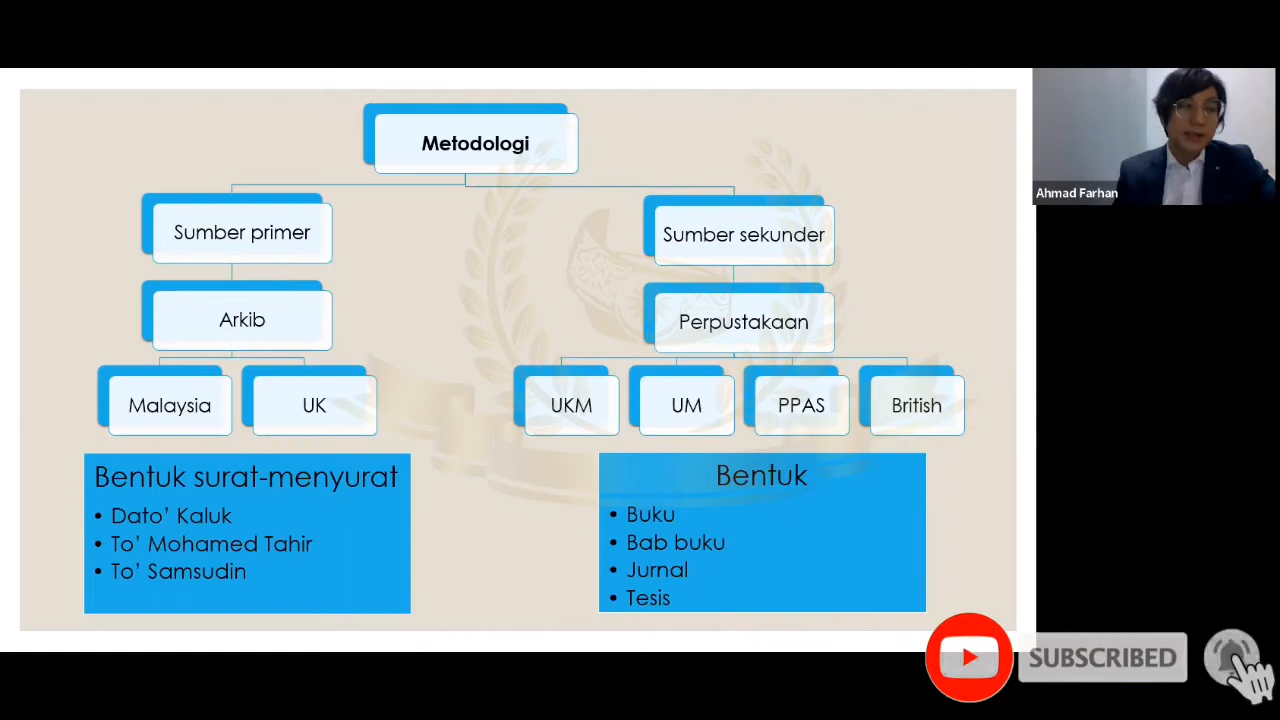 Metodologi
Sumber primer
Sumber sekunder
Arkib
Perpustakaan
Malaysia
UK
UKM
UM
PPAS
British
Bentuk surat-menyurat
• Dato' Kaluk
• To' Mohamed Tahir
• To' Samsudin
Bentuk
• Buku
• Bab buku
• Jurnal
• Tesis
Ahmad Farhan
SUBSCRIBED